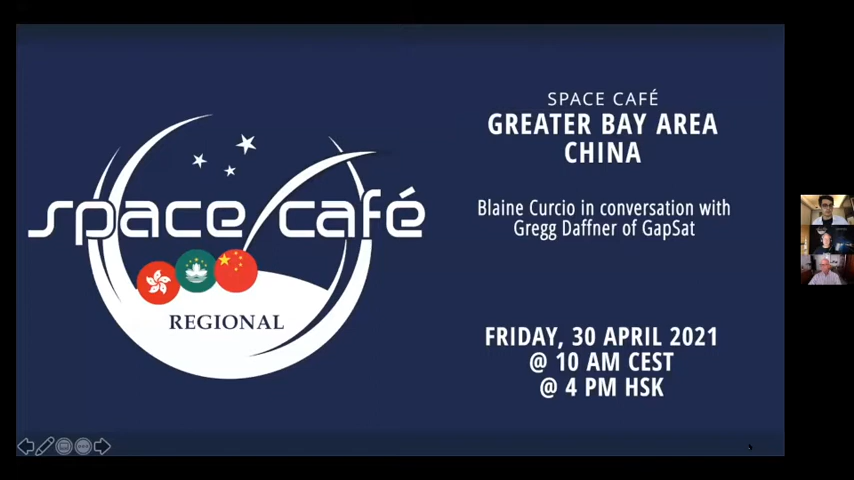 space café
REGIONAL
SPACE CAFÉ
GREATER BAY AREA
CHINA
Blaine Curcio in conversation with
Gregg Daffner of GapSat
FRIDAY, 30 APRIL 2021
@ 10 AM CEST
@ 4 PM HSK